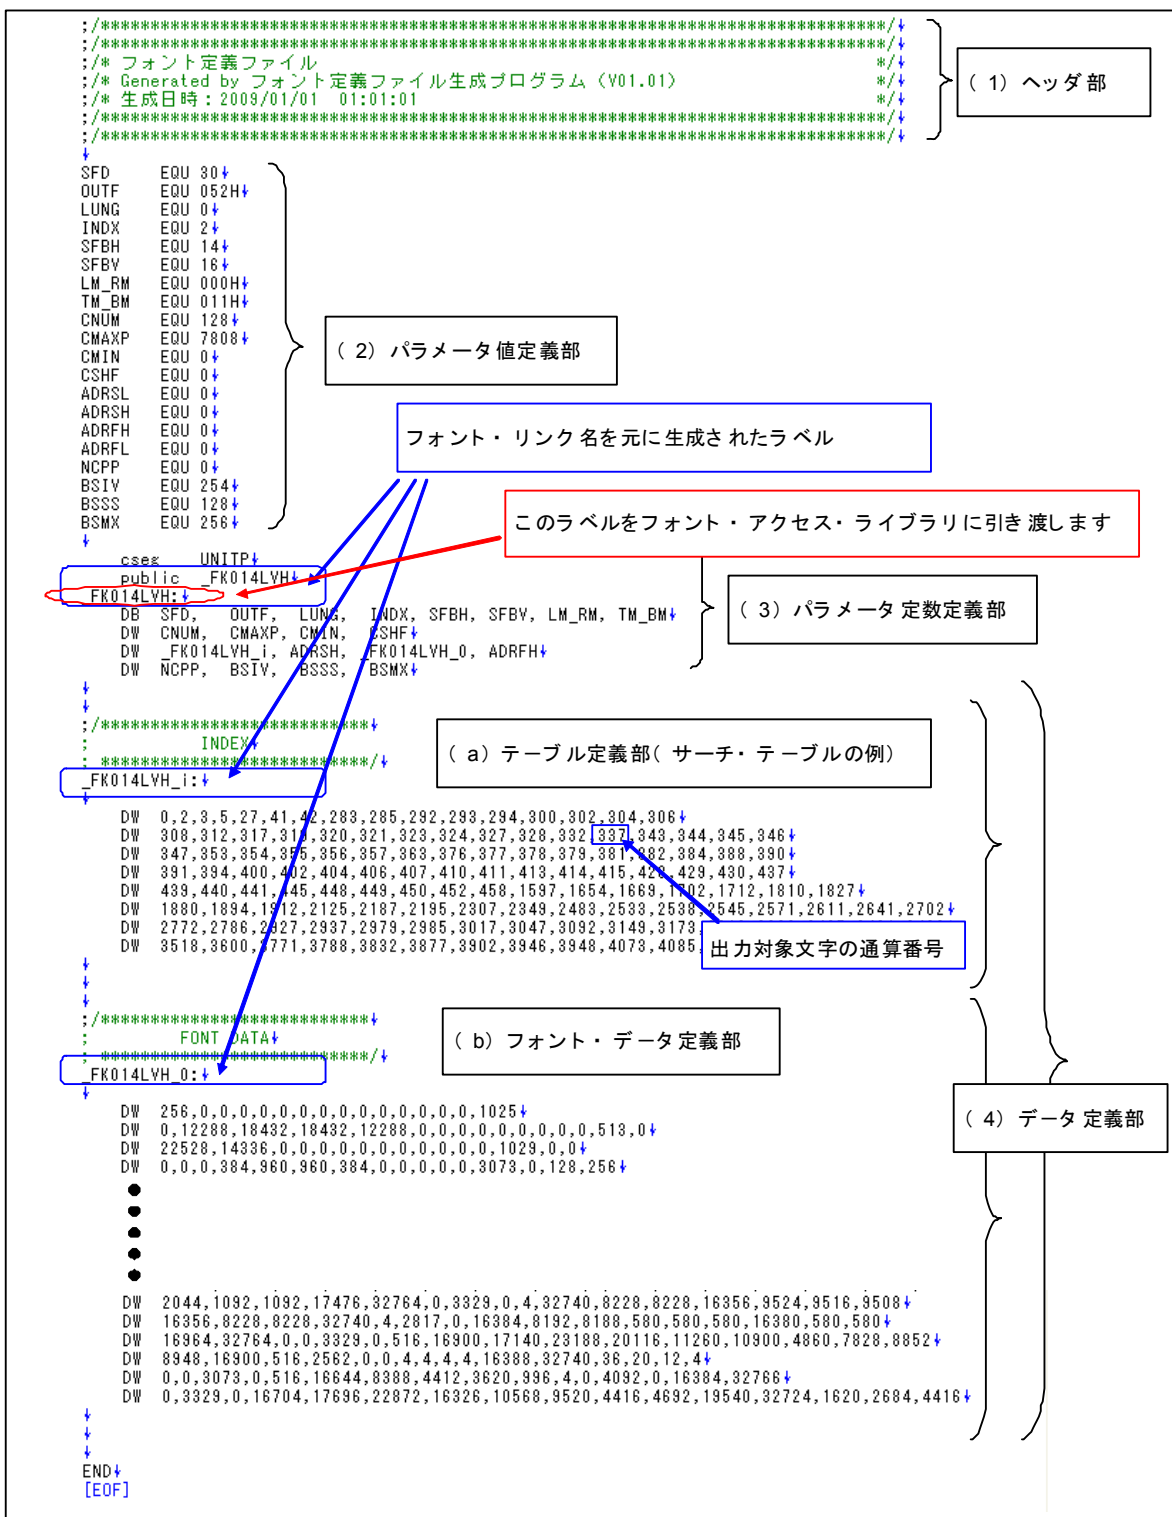 ;/*******************************************************************************/↓
;/*******************************************************************************/↓
;/* フォント定義ファイル */↓
;/* Generated by フォント定義ファイル生成プログラム (V01.01) */↓
;/* 生成日時：2009/01/01 01:01:01 */↓
;/*******************************************************************************/↓
;/*******************************************************************************/↓
(1) ヘッダ部
↓
SFD EQU 30↓
OUTF EQU 052H↓
LUNG EQU 0↓
INDX EQU 2↓
SFBH EQU 14↓
SFBV EQU 16↓
LM_RM EQU 000H↓
TM_BM EQU 011H↓
CNUM EQU 128↓
CMAXP EQU 7808↓
CMIN EQU 0↓
CSHF EQU 0↓
ADRSL EQU 0↓
ADRSH EQU 0↓
ADRFH EQU 0↓
ADRFL EQU 0↓
NCPP EQU 0↓
BSIV EQU 254↓
BSSS EQU 128↓
BSMX EQU 256↓
(2) パラメータ値定義部
フォント・リンク名を元に生成されたラベル
このラベルをフォント・アクセス・ライブラリに引き渡します
↓
cseg UNITP↓
public _FK014LVH↓
_FK014LVH:↓
DB SFD, OUTF, LUNG, INDX, SFBH, SFBV, LM_RM, TM_BM↓
DW CNUM, CMAXP, CMIN, CSHF↓
DW _FK014LVH_i, ADRSH, _FK014LVH_0, ADRFH↓
DW NCPP, BSIV, BSSS, BSMX↓
(3) パラメータ定数定義部
↓
↓
;/***************************↓
; INDEX↓
; ***************************/↓
_FK014LVH_i:↓
(a) テーブル定義部(サーチ・テーブルの例)
↓
DW 0,2,3,5,27,41,42,283,285,292,293,294,300,302,304,306↓
DW 308,312,317,319,320,321,323,324,327,328,332,337,343,344,345,346↓
DW 347,353,354,355,356,357,363,376,377,378,379,381,382,384,388,390↓
DW 391,394,400,402,404,406,407,410,411,413,414,415,428,429,430,437↓
DW 439,440,441,445,448,449,450,452,458,1597,1654,1669,1702,1712,1810,1827↓
DW 1880,1894,1912,2125,2187,2195,2307,2349,2483,2533,2538,2545,2571,2611,2641,2702↓
DW 2772,2786,2927,2937,2979,2985,3017,3047,3092,3149,3173,
DW 3518,3600,3771,3788,3832,3877,3902,3946,3948,4073,4085,
出力対象文字の通算番号
↓
↓
↓
;/***************************↓
; FONT DATA↓
; ***************************/↓
_FK014LVH_0:↓
(b) フォント・データ定義部
(4) データ定義部
↓
DW 256,0,0,0,0,0,0,0,0,0,0,0,0,0,0,1025↓
DW 0,12288,18432,18432,12288,0,0,0,0,0,0,0,0,0,513,0↓
DW 22528,14336,0,0,0,0,0,0,0,0,0,0,0,1029,0,0↓
DW 0,0,0,384,960,960,384,0,0,0,0,0,3073,0,128,256↓
DW 2044,1092,1092,17476,32764,0,3329,0,4,32740,8228,8228,16356,9524,9516,9508↓
DW 16356,8228,8228,32740,4,2817,0,16384,8192,8188,580,580,580,16380,580,580↓
DW 16964,32764,0,0,3329,0,516,16900,17140,23188,20116,11260,10900,4860,7828,8852↓
DW 8948,16900,516,2562,0,0,4,4,4,4,16388,32740,36,20,12,4↓
DW 0,0,3073,0,516,16644,8388,4412,3620,996,4,0,4092,0,16384,32766↓
DW 0,3329,0,16704,17696,22872,16326,10568,9520,4416,4692,19540,32724,1620,2684,4416↓
↓
↓
↓
END↓
[EOF]